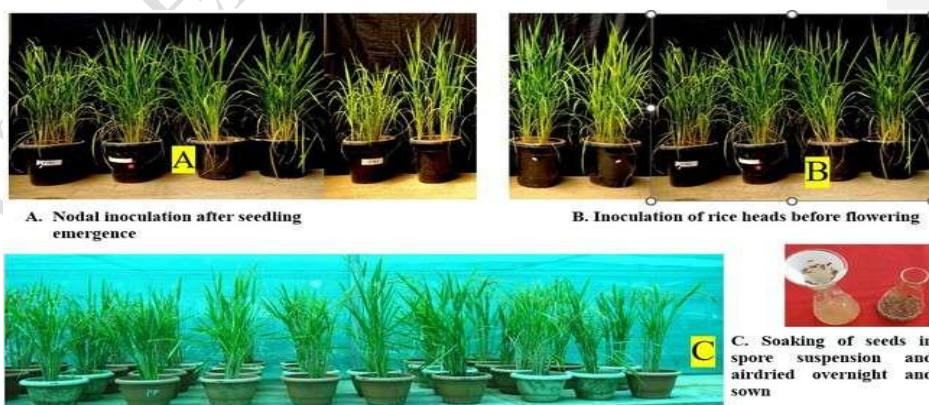 A
B
A. Nodal inoculation after seedling
emergence
B. Inoculation of rice heads before flowering
C
C. Soaking of seeds in
spore suspension and
airdried overnight and
sown